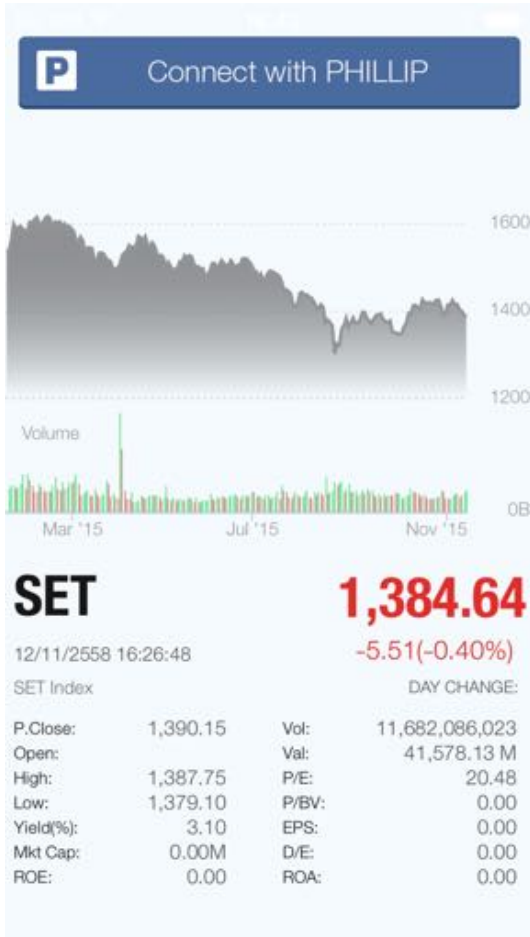 P Connect with PHILLIP
1600
1400
1200
Volume
0B
Mar '15 Jul '15 Nov '15
SET 1,384.64
12/11/2558 16:26:48 -5.51(-0.40%)
SET Index DAY CHANGE:
P.Close: 1,390.15 Vol: 11,682,086,023
Open: Val: 41,578.13 M
High: 1,387.75 P/E: 20.48
Low: 1,379.10 P/BV: 0.00
Yield(%): 3.10 EPS: 0.00
Mkt Cap: 0.00M D/E: 0.00
ROE: 0.00 ROA: 0.00